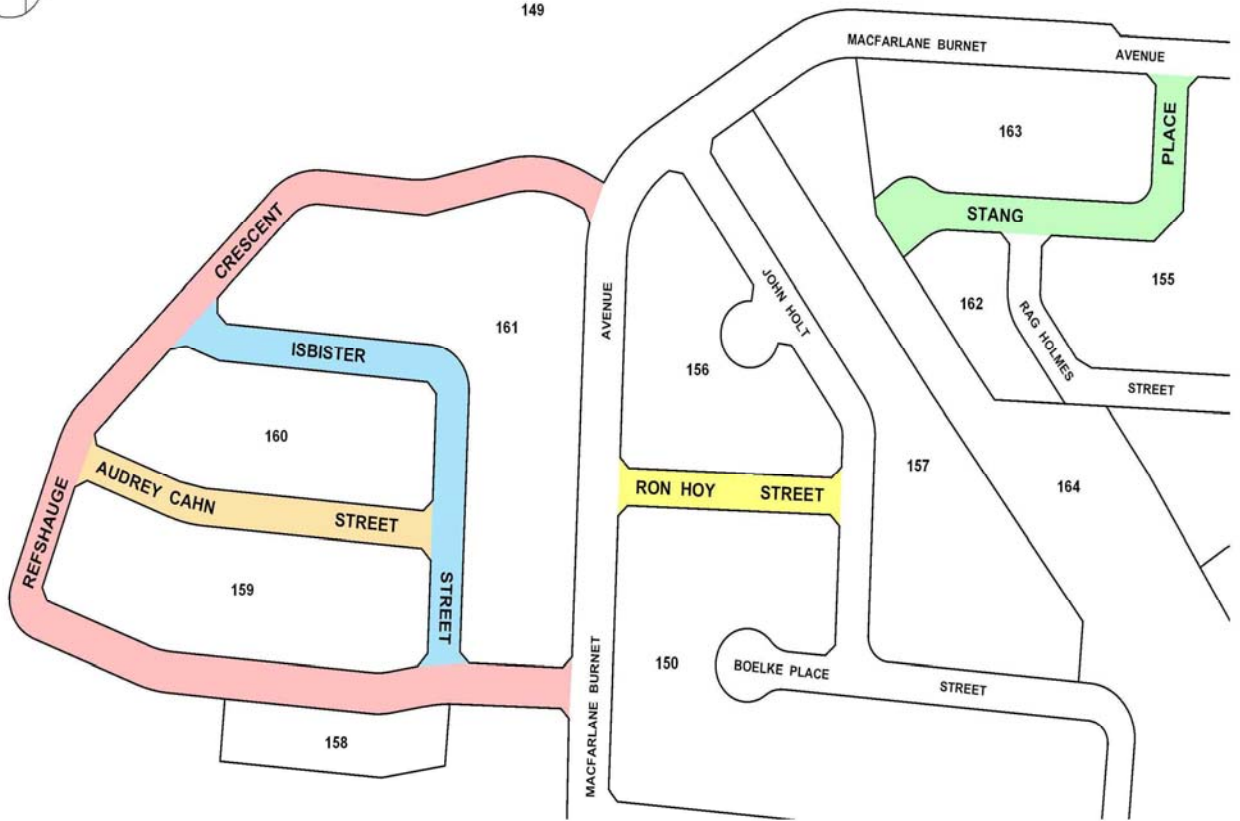 149
MACFARLANE BURNET
AVENUE
163
PLACE
STANG
CRESCENT
155
JOHN HOLT
162
RAG HOLMES
AVENUE
161
ISBISTER
156
STREET
160
157
AUDREY CAHN
STREET
RON HOY STREET
164
REFSHAUGE
159
STREET
150
BOELKE PLACE
STREET
MACFARLANE BURNET
158